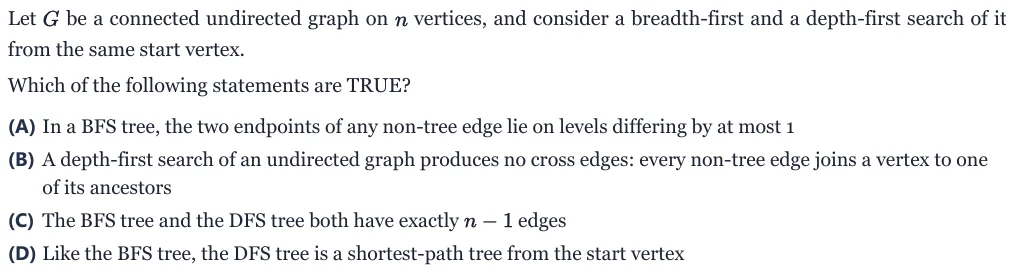 Let G be a connected undirected graph on n vertices, and consider a breadth-first and a depth-first search of it
from the same start vertex.
Which of the following statements are TRUE?
(A) In a BFS tree, the two endpoints of any non-tree edge lie on levels differing by at most 1
(B) A depth-first search of an undirected graph produces no cross edges: every non-tree edge joins a vertex to one
of its ancestors
(C) The BFS tree and the DFS tree both have exactly n − 1 edges
(D) Like the BFS tree, the DFS tree is a shortest-path tree from the start vertex